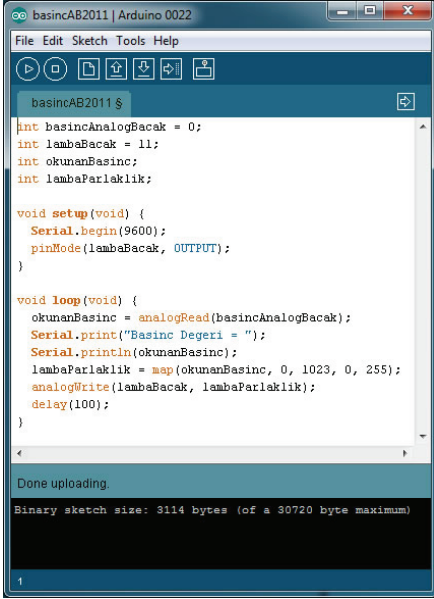 basincAB2011 | Arduino 0022
File Edit Sketch Tools Help
basincAB2011 §
int basincAnalogBacak = 0;
int lambaBacak = 11;
int okunanBasinc;
int lambaParlaklik;
void setup(void) {
Serial.begin(9600);
pinMode(lambaBacak, OUTPUT);
}
void loop(void) {
okunanBasinc = analogRead(basincAnalogBacak);
Serial.print("Basinc Degeri = ");
Serial.println(okunanBasinc);
lambaParlaklik = map(okunanBasinc, 0, 1023, 0, 255);
analogWrite(lambaBacak, lambaParlaklik);
delay(100);
}
Done uploading.
Binary sketch size: 3114 bytes (of a 30720 byte maximum)
1